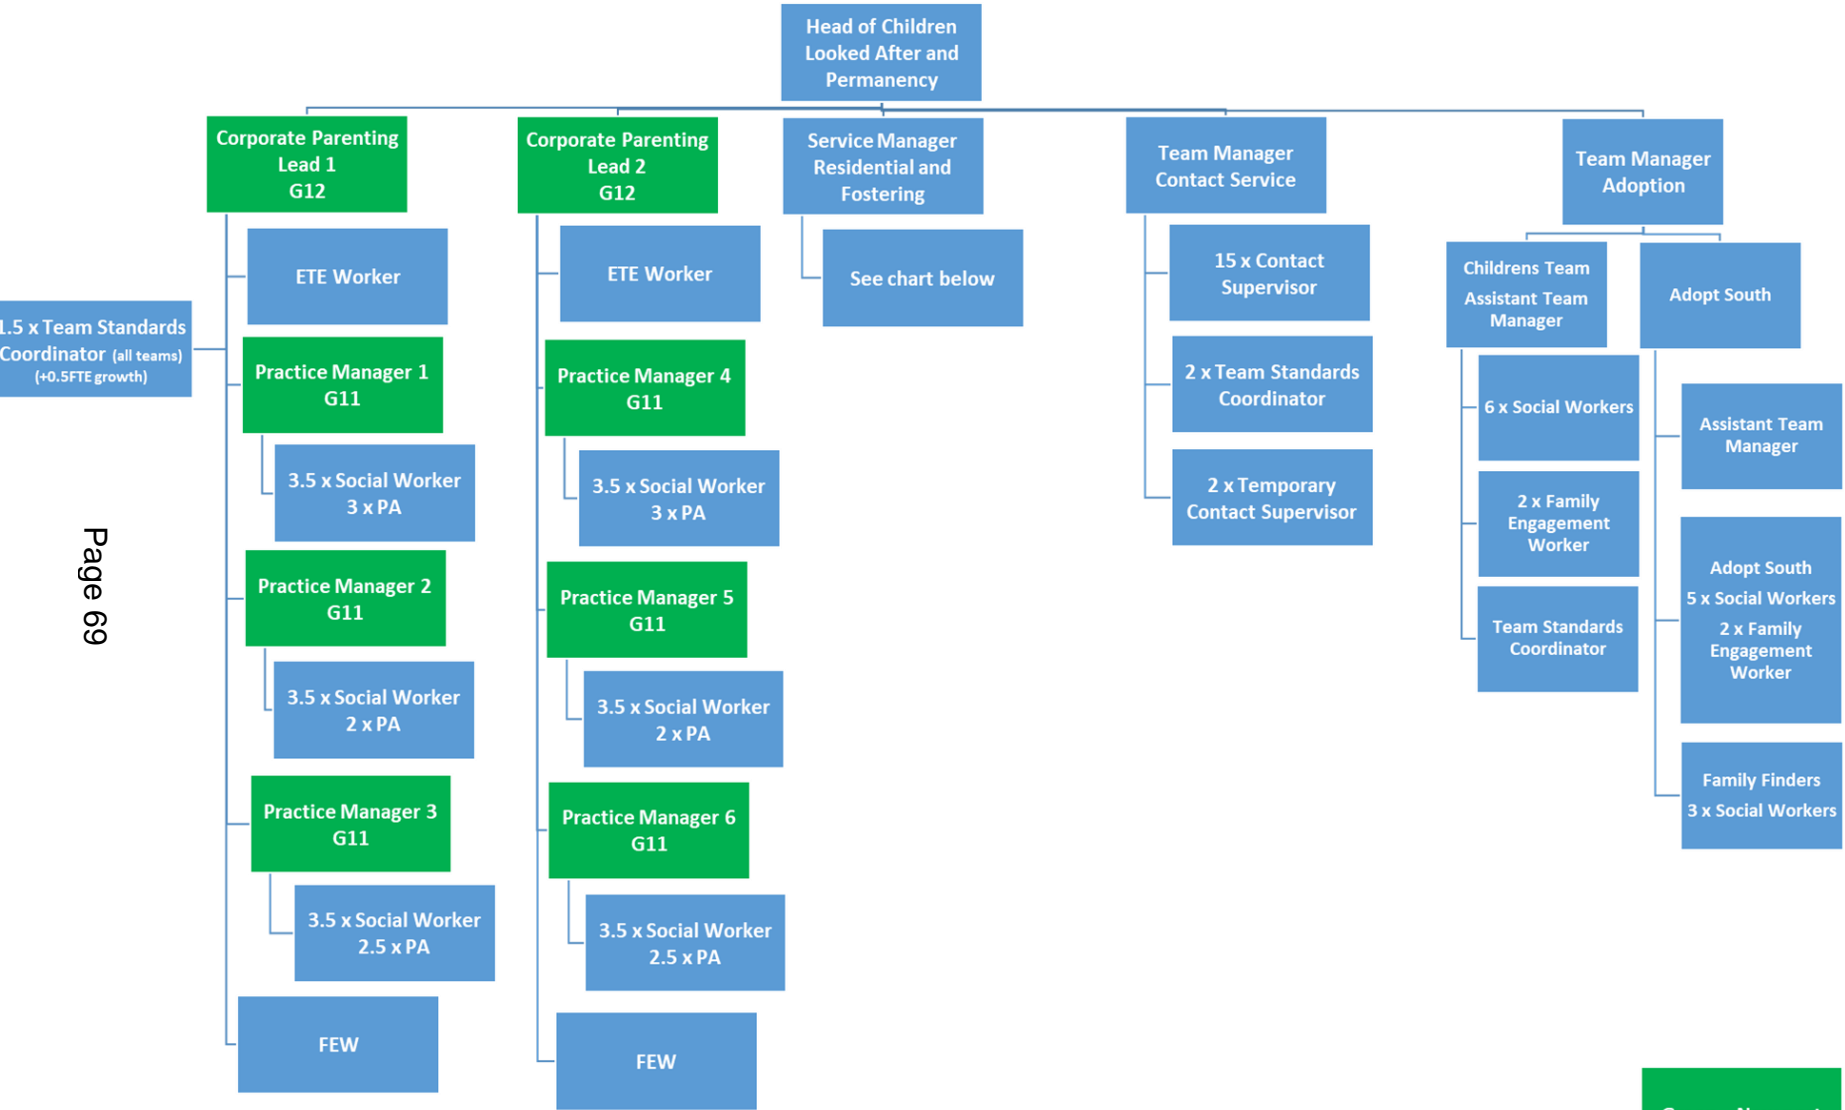 Head of Children
Looked After and
Permanency
Corporate Parenting
Lead 1
G12
Corporate Parenting
Lead 2
G12
Service Manager
Residential and
Fostering
Team Manager
Contact Service
Team Manager
Adoption
ETE Worker
1.5 x Team Standards
Coordinator (all teams)
(+0.5FTE growth)
Practice Manager 1
G11
3.5 x Social Worker
3 x PA
Practice Manager 2
G11
3.5 x Social Worker
2 x PA
Practice Manager 3
G11
3.5 x Social Worker
2.5 x PA
FEW
ETE Worker
Practice Manager 4
G11
3.5 x Social Worker
3 x PA
Practice Manager 5
G11
3.5 x Social Worker
2 x PA
Practice Manager 6
G11
3.5 x Social Worker
2.5 x PA
FEW
See chart below
15 x Contact
Supervisor
2 x Team Standards
Coordinator
2 x Temporary
Contact Supervisor
Childrens Team
Assistant Team
Manager
6 x Social Workers
2 x Family
Engagement
Worker
Team Standards
Coordinator
Adopt South
Assistant Team
Manager
Adopt South
5 x Social Workers
2 x Family
Engagement
Worker
Family Finders
3 x Social Workers
Page 69